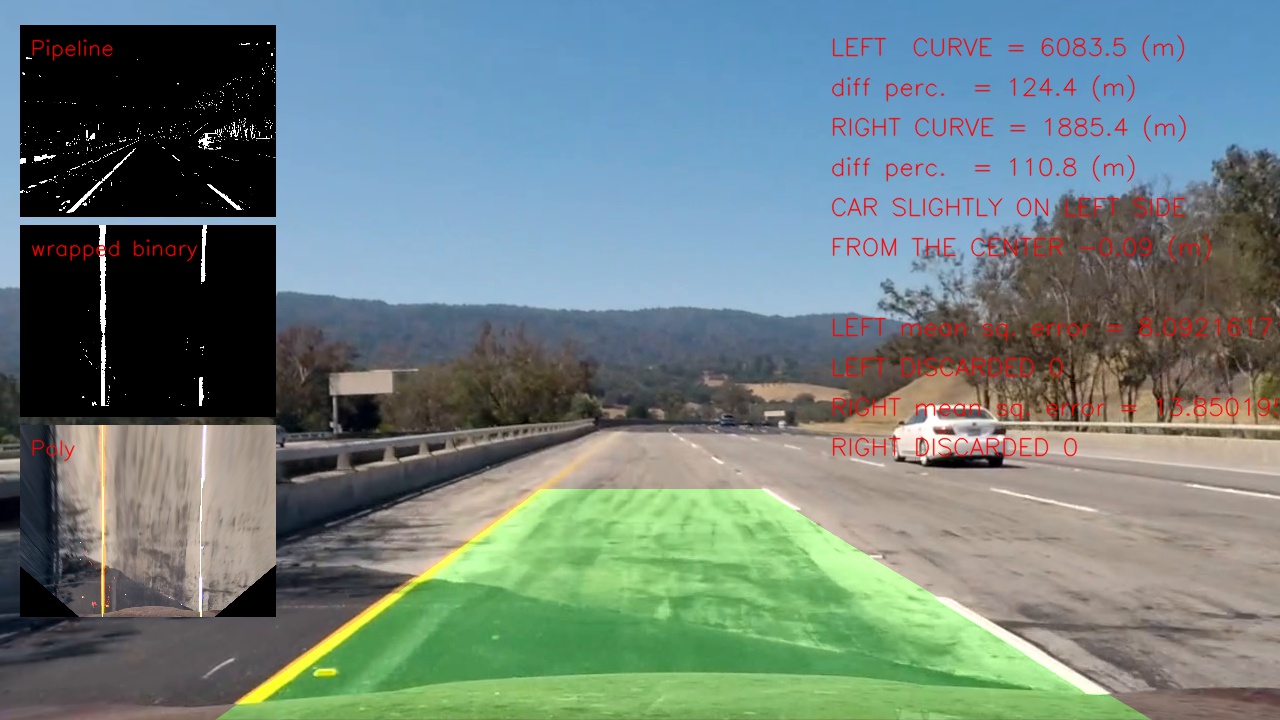 Pipeline
wrapped binary
Poly
LEFT CURVE = 6083.5 (m)
diff perc. = 124.4 (m)
RIGHT CURVE = 1885.4 (m)
diff perc. = 110.8 (m)
CAR SLIGHTLY ON LEFT SIDE
FROM THE CENTER -0.09 (m)
LEFT mean sq. error = 8.0921617
LEFT DISCARDED 0
RIGHT mean sq. error = 13.85019
RIGHT DISCARDED 0